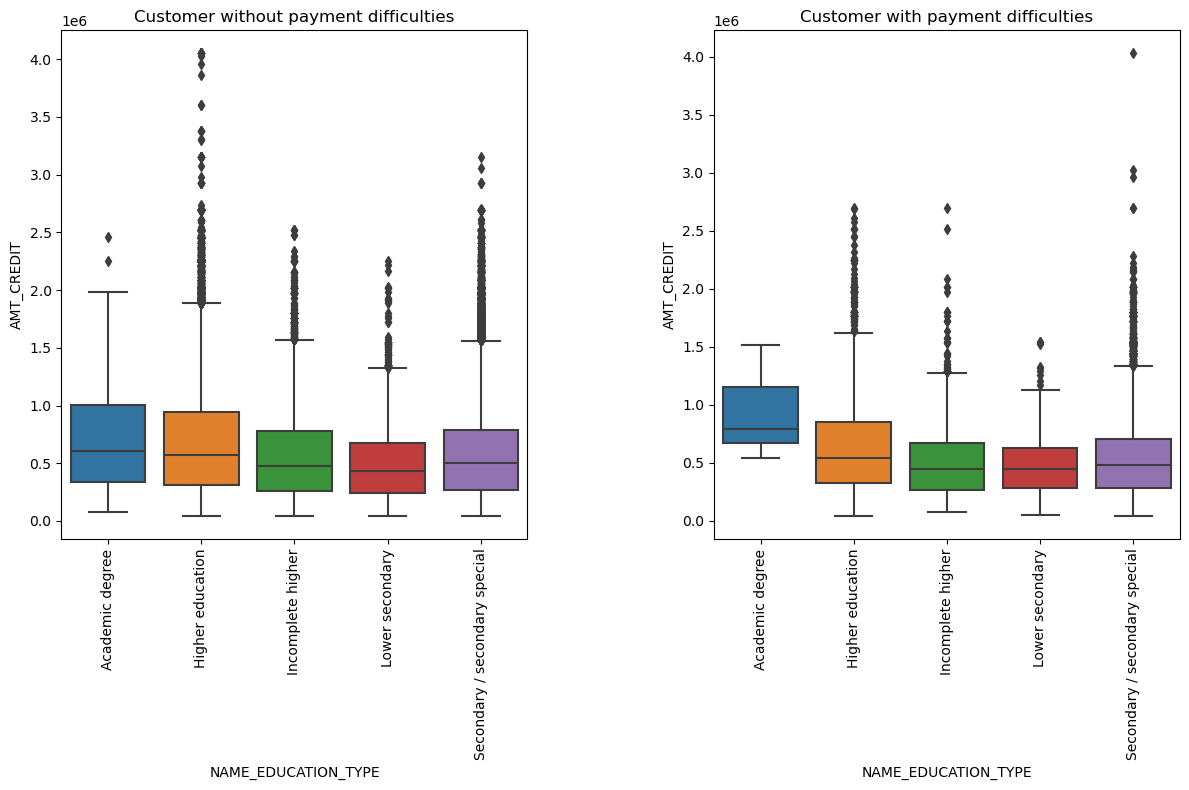 Customer without payment difficulties
1e6
4.0
3.5
3.0
2.5
2.0
1.5
1.0
0.5
0.0
AMT_CREDIT
Academic degree
Higher education
Incomplete higher
Lower secondary
Secondary / secondary special
NAME_EDUCATION_TYPE
Customer with payment difficulties
1e6
4.0
3.5
3.0
2.5
2.0
1.5
1.0
0.5
0.0
AMT_CREDIT
Academic degree
Higher education
Incomplete higher
Lower secondary
Secondary / secondary special
NAME_EDUCATION_TYPE